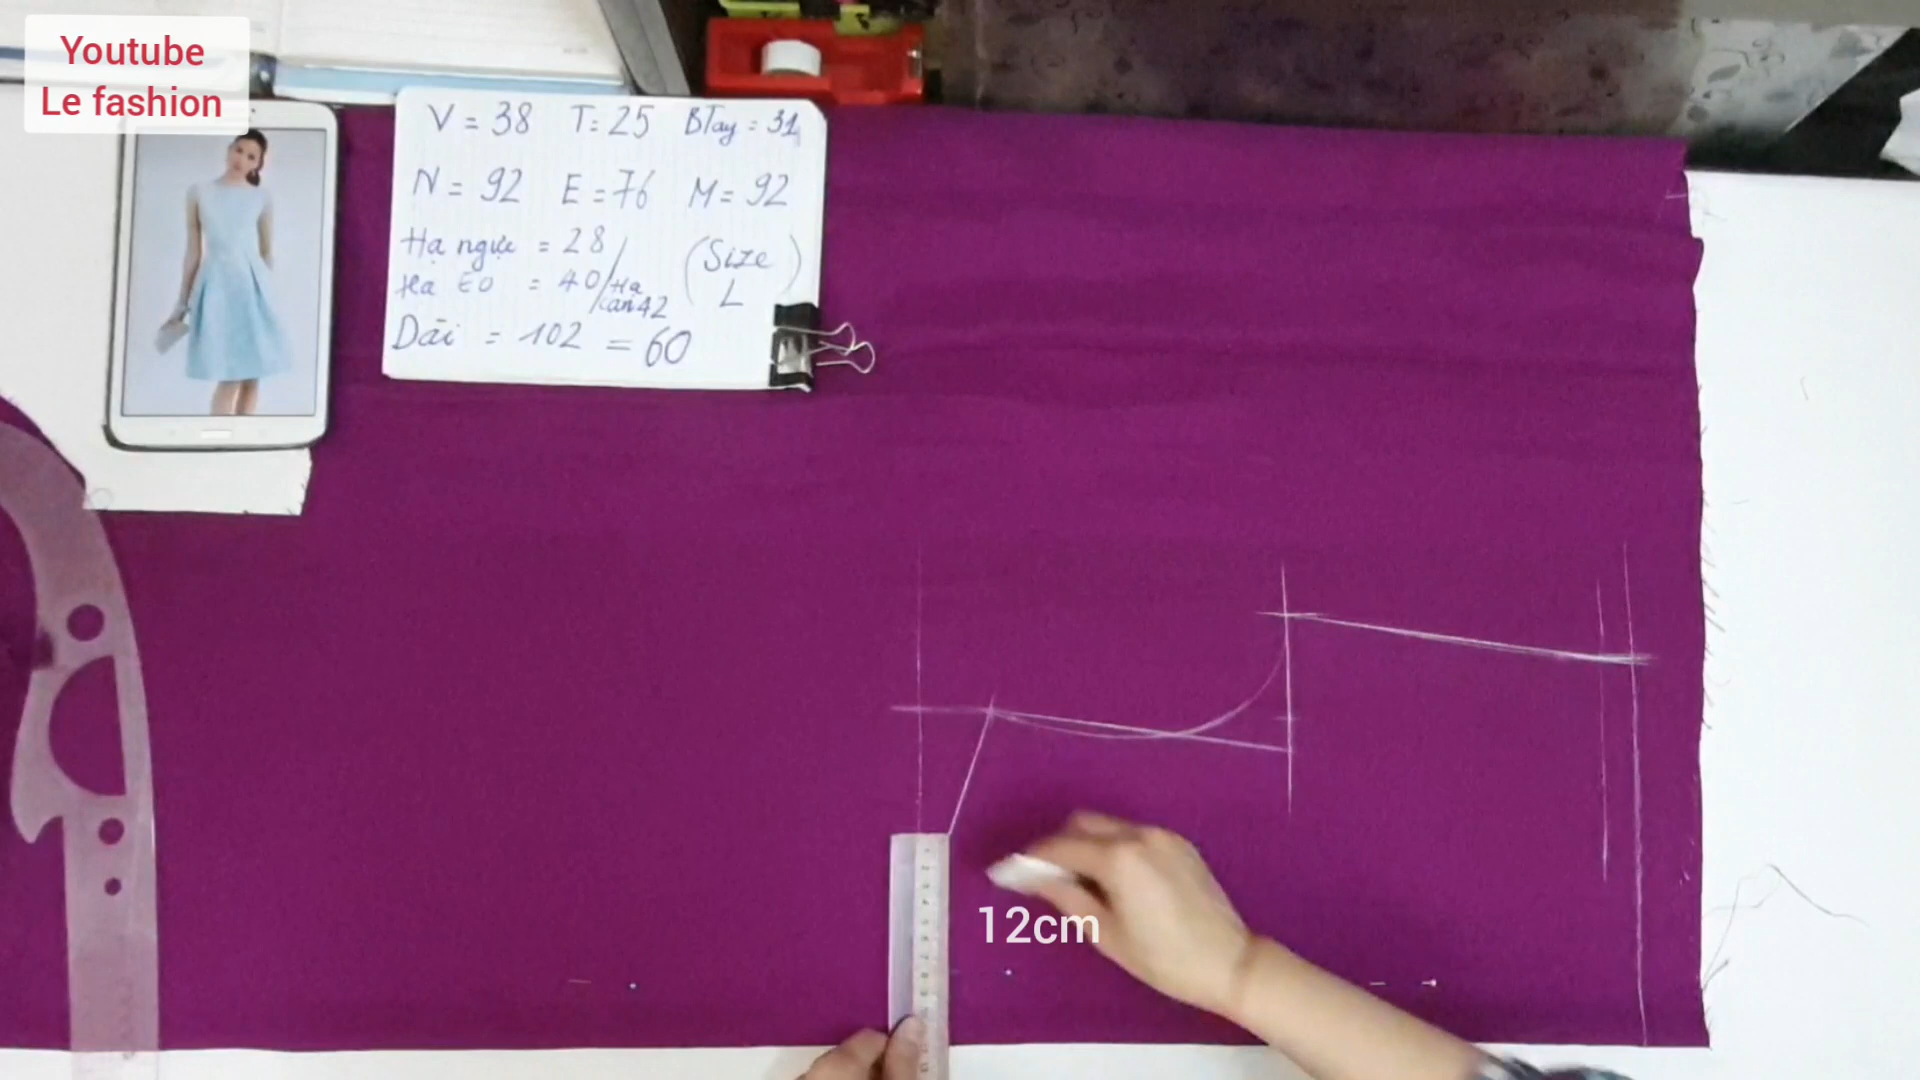 Youtube
Le fashion
V = 38 T = 25 BTay = 31
N = 92 E = 76 M = 92
Hạ ngực = 28
(Size L)
Hạ EO = 40/Hạ
can 42
Dài = 102 = 60
12cm